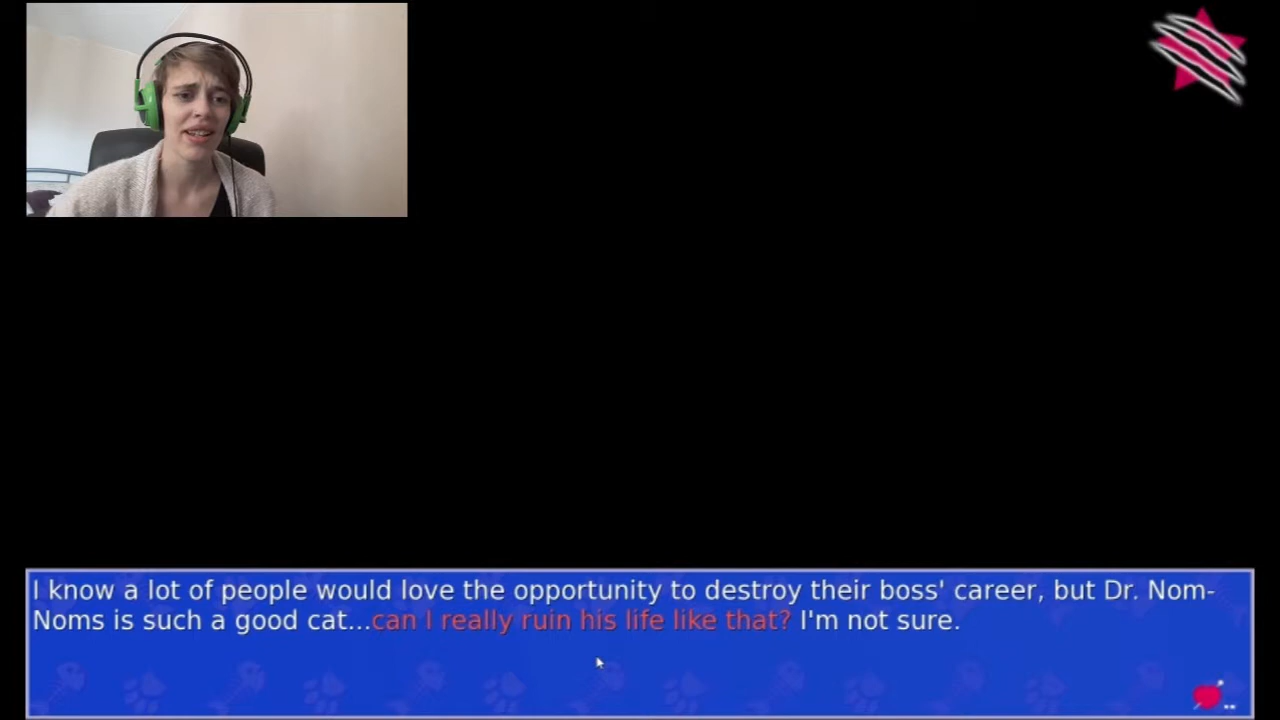 I know a lot of people would love the opportunity to destroy their boss' career, but Dr. Nom-
Noms is such a good cat...can I really ruin his life like that? I'm not sure.